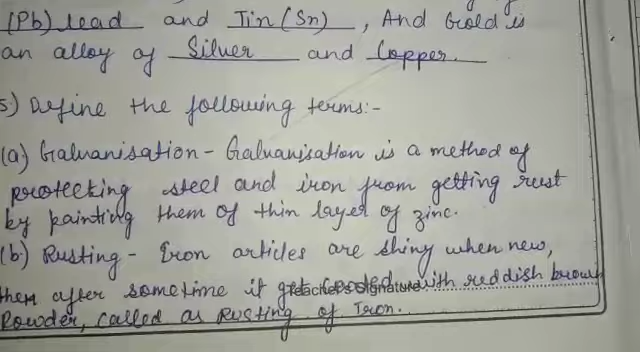 (Pb) lead and Tin (Sn), And Gold is
an alloy of Silver and Copper.
5) Define the following terms:-
(a) Galvanisation - Galvanisation is a method of
protecking steel and iron from getting rust
by painting them of thin layer of zinc.
(b) Rusting - Iron articles are shiny when new,
then after sometime it get coated with reddish brown
Teacher's Signature
Powder, called as Rusting of Iron.